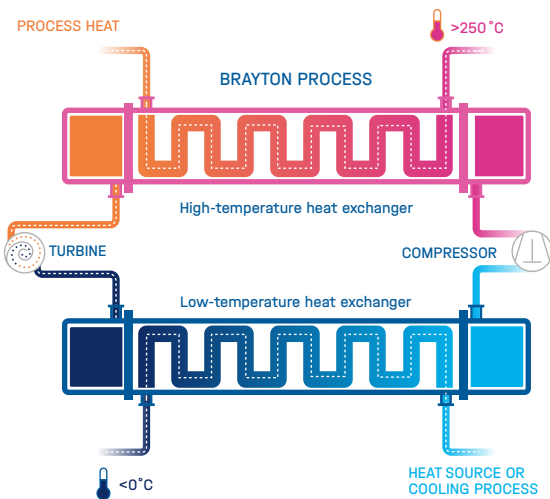 PROCESS HEAT
>250°C
BRAYTON PROCESS
High-temperature heat exchanger
TURBINE
COMPRESSOR
Low-temperature heat exchanger
<0°C
HEAT SOURCE OR
COOLING PROCESS